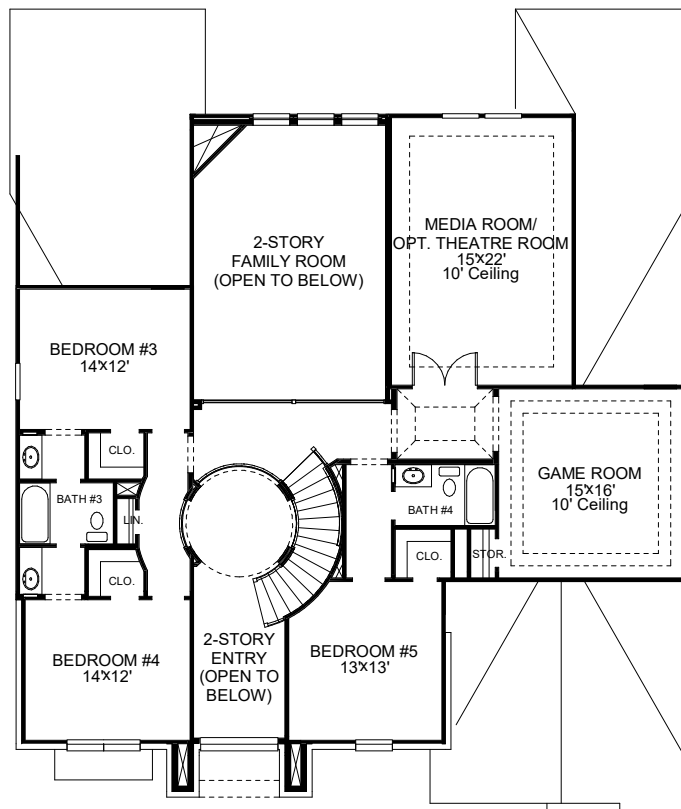 2-STORY
FAMILY ROOM
(OPEN TO BELOW)
MEDIA ROOM/
OPT. THEATRE ROOM
15'X22'
10' Ceiling
BEDROOM #3
14'X12'
CLO.
BATH #3
LIN.
CLO.
BEDROOM #4
14'X12'
2-STORY
ENTRY
(OPEN TO
BELOW)
BATH #4
CLO.
STOR.
GAME ROOM
15'X16'
10' Ceiling
BEDROOM #5
13'X13'